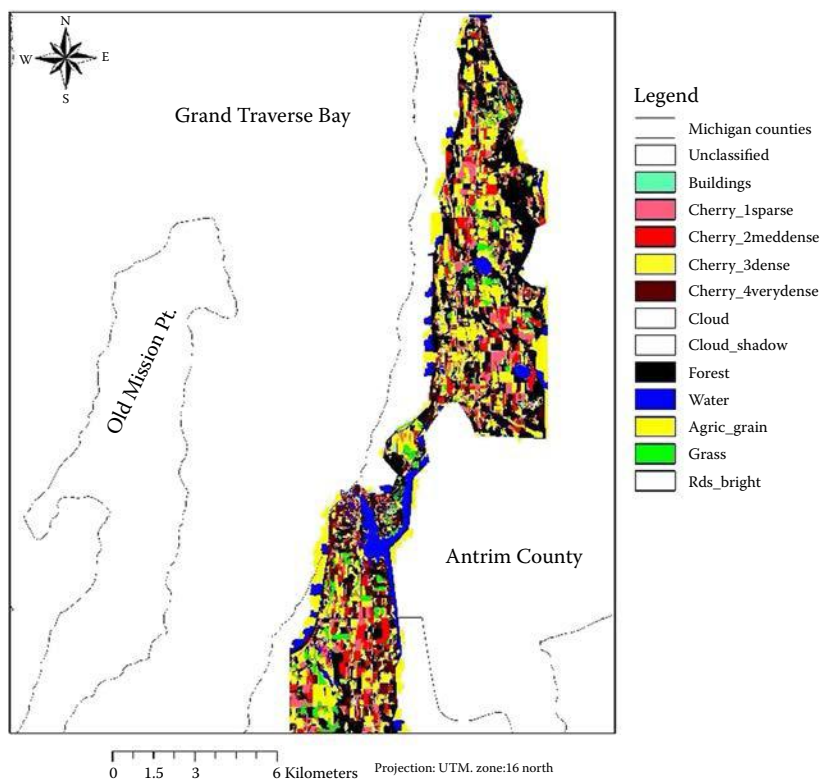 N
W E
S
Grand Traverse Bay
Old Mission Pt.
Antrim County
Legend
Michigan counties
Unclassified
Buildings
Cherry_1sparse
Cherry_2meddense
Cherry_3dense
Cherry_4verydense
Cloud
Cloud_shadow
Forest
Water
Agric_grain
Grass
Rds_bright
0 1.5 3 6 Kilometers
Projection: UTM. zone:16 north